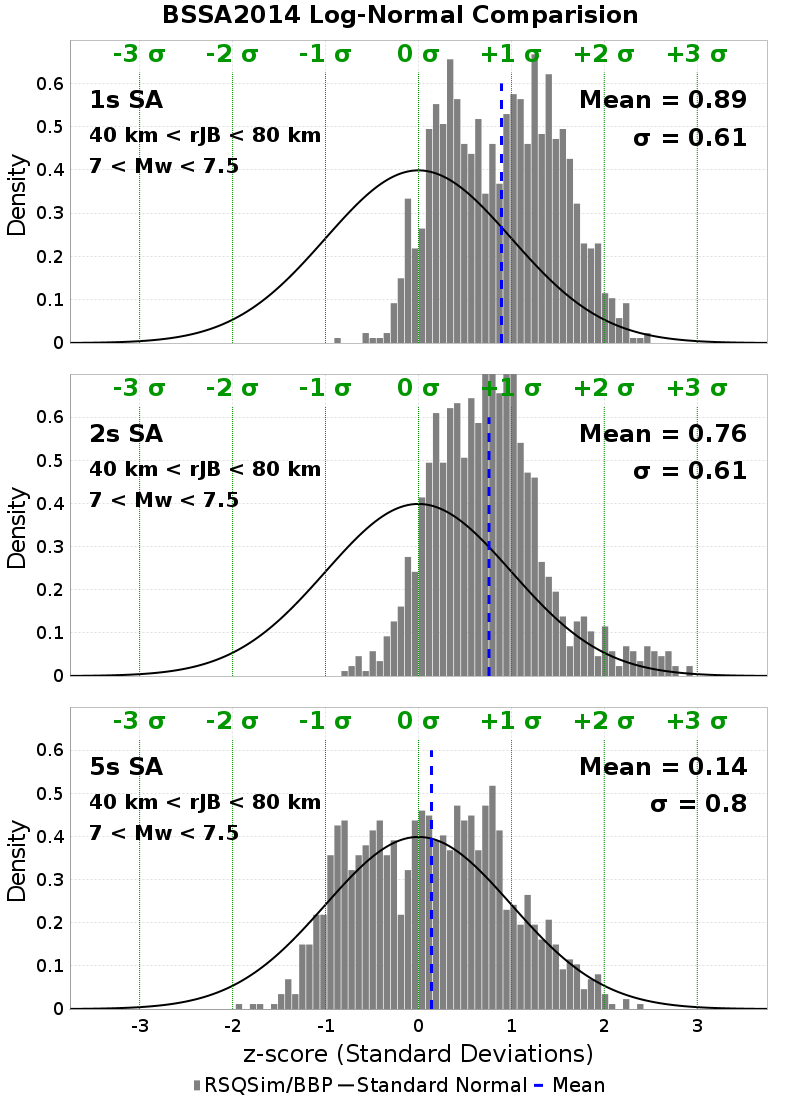 BSSA2014 Log-Normal Comparision
-3 σ -2 σ -1 σ 0 σ +1 σ +2 σ +3 σ
1s SA
Mean = 0.89
40 km < rJB < 80 km
σ = 0.61
7 < Mw < 7.5
Density
0.6
0.5
0.4
0.3
0.2
0.1
0
-3 σ -2 σ -1 σ 0 σ +1 σ +2 σ +3 σ
2s SA
Mean = 0.76
40 km < rJB < 80 km
σ = 0.61
7 < Mw < 7.5
Density
0.6
0.5
0.4
0.3
0.2
0.1
0
-3 σ -2 σ -1 σ 0 σ +1 σ +2 σ +3 σ
5s SA
Mean = 0.14
40 km < rJB < 80 km
σ = 0.8
7 < Mw < 7.5
Density
0.6
0.5
0.4
0.3
0.2
0.1
0
-3 -2 -1 0 1 2 3
z-score (Standard Deviations)
RSQSim/BBP Standard Normal Mean